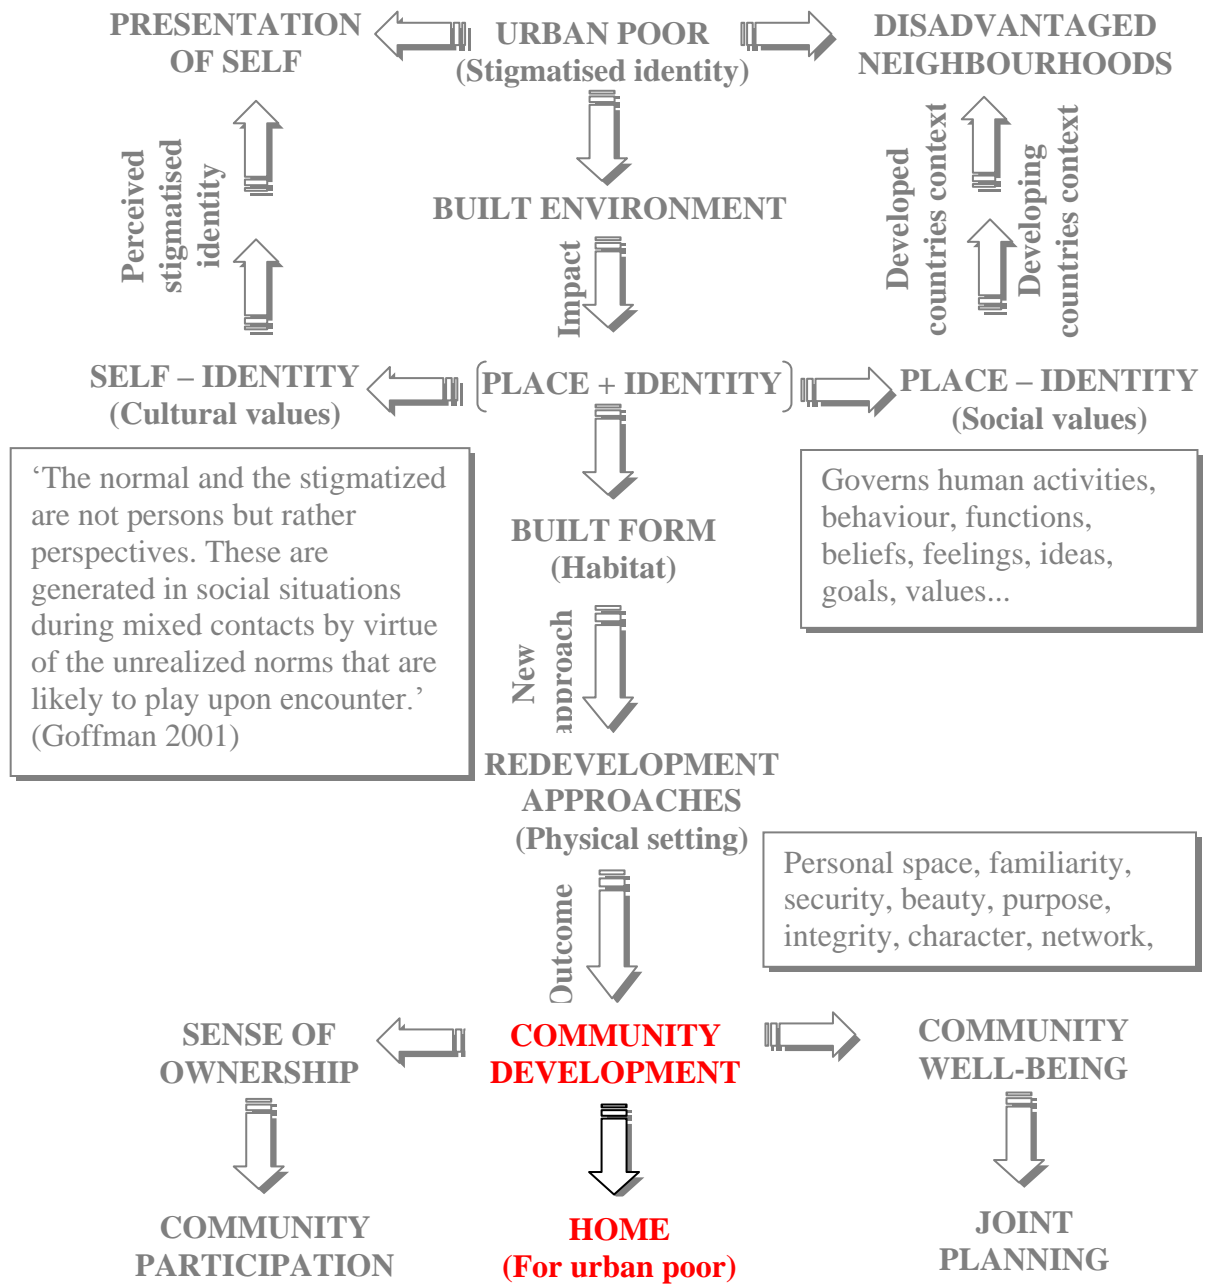 PRESENTATION
OF SELF
URBAN POOR
(Stigmatised identity)
DISADVANTAGED
NEIGHBOURHOODS
Perceived
stigmatised
identity
BUILT ENVIRONMENT
Impact
Developed
countries context
Developing
countries context
SELF – IDENTITY
(Cultural values)
PLACE + IDENTITY
PLACE – IDENTITY
(Social values)
‘The normal and the stigmatized
are not persons but rather
perspectives. These are
generated in social situations
during mixed contacts by virtue
of the unrealized norms that are
likely to play upon encounter.’
(Goffman 2001)
BUILT FORM
(Habitat)
Governs human activities,
behaviour, functions,
beliefs, feelings, ideas,
goals, values...
New
approach
REDEVELOPMENT
APPROACHES
(Physical setting)
Outcome
Personal space, familiarity,
security, beauty, purpose,
integrity, character, network,
SENSE OF
OWNERSHIP
COMMUNITY
DEVELOPMENT
COMMUNITY
WELL-BEING
COMMUNITY
PARTICIPATION
HOME
(For urban poor)
JOINT
PLANNING